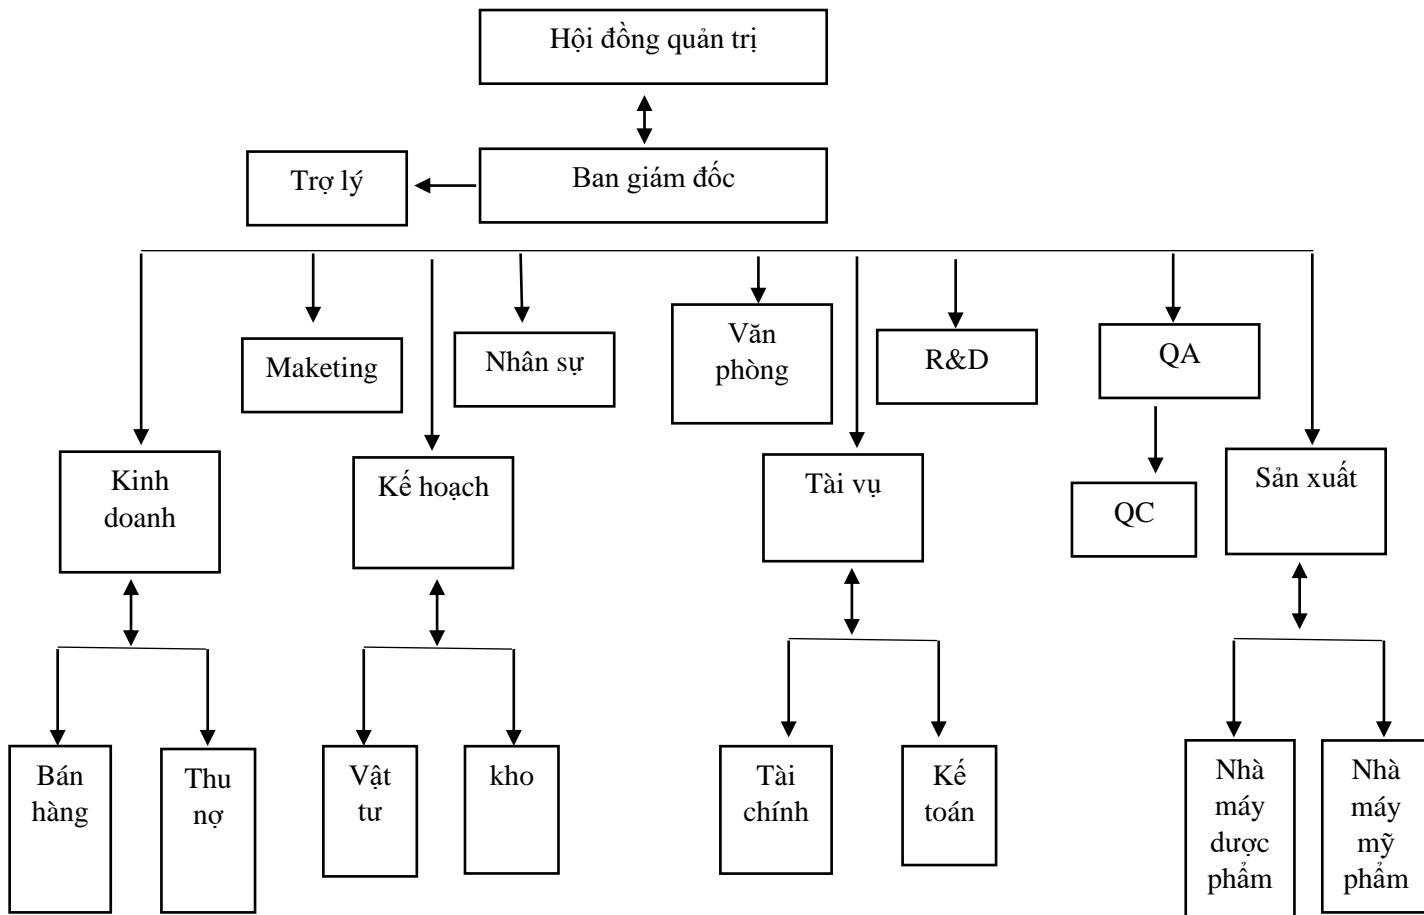 Hội đồng quản trị
Trợ lý
Ban giám đốc
Maketing
Nhân sự
Văn
phòng
R&D
QA
Kinh
doanh
Kế hoạch
Tài vụ
QC
Sản xuất
Bán
hàng
Thu
nợ
Vật
tư
kho
Tài
chính
Kế
toán
Nhà
máy
dược
phẩm
Nhà
máy
mỹ
phẩm